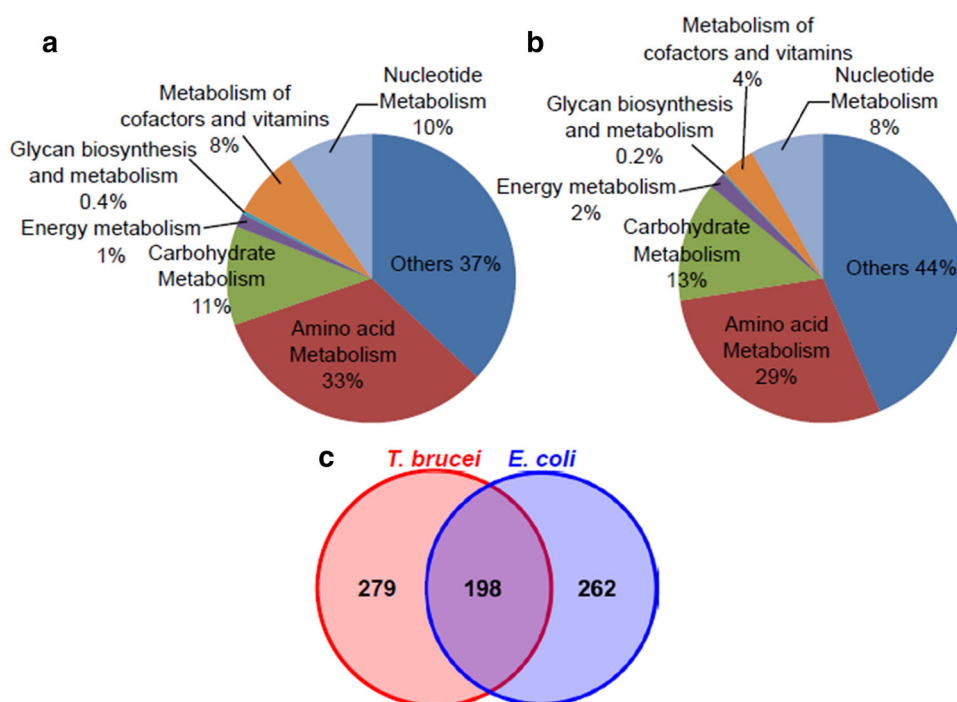 a
Nucleotide
Metabolism
10%
Metabolism of
cofactors and vitamins
8%
Glycan biosynthesis
and metabolism
0.4%
Energy metabolism
1%
Carbohydrate
Metabolism
11%
Others 37%
Amino acid
Metabolism
33%
b
Metabolism of
cofactors and vitamins
4%
Nucleotide
Metabolism
8%
Glycan biosynthesis
and metabolism
0.2%
Energy metabolism
2%
Carbohydrate
Metabolism
13%
Others 44%
Amino acid
Metabolism
29%
c
T. brucei
E. coli
279
198
262